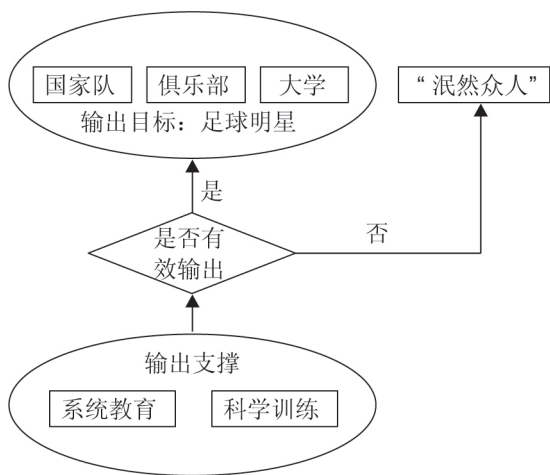 国家队 俱乐部 大学
输出目标：足球明星
“泯然众人”
是
是否有
效输出
否
输出支撑
系统教育 科学训练